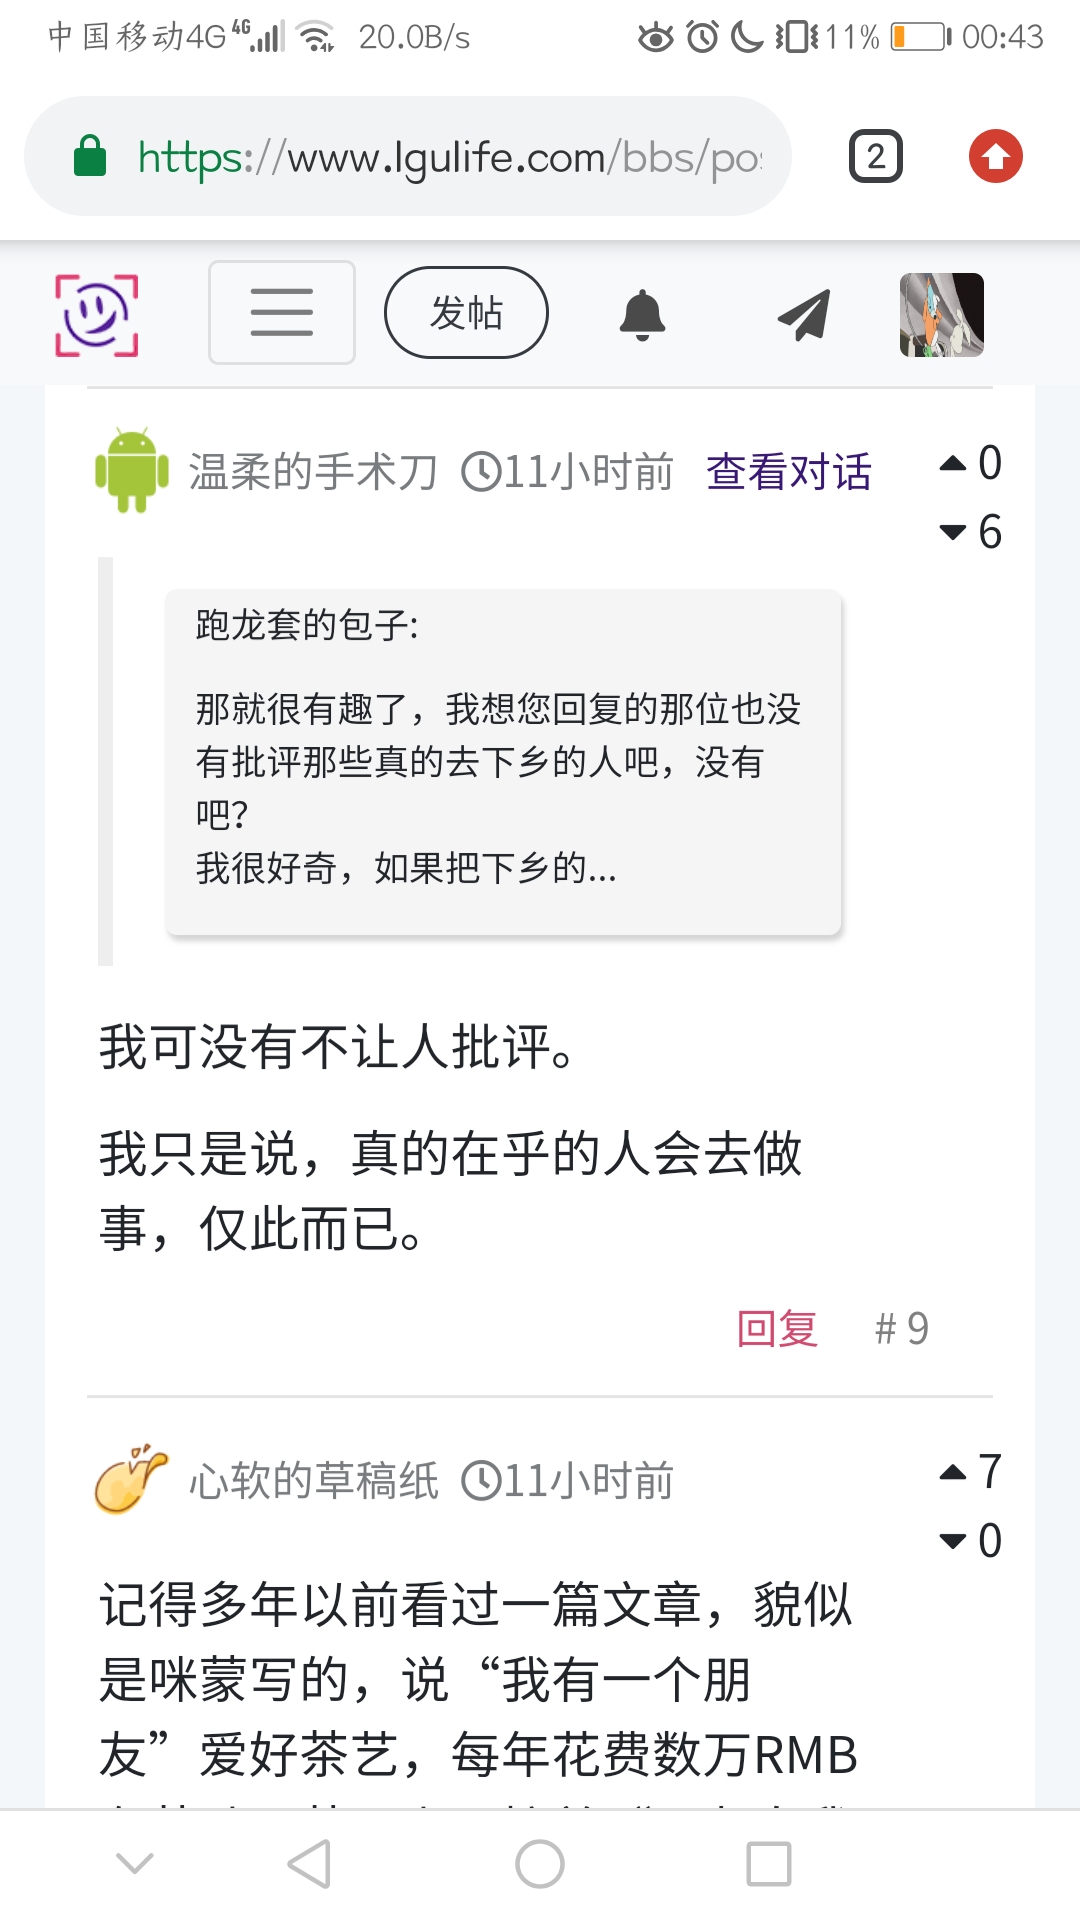 中国移动4G 4G 20.0B/s 11% 00:43
https://www.lgulife.com/bbs/po
2
发帖
温柔的手术刀 11小时前 查看对话 0
6
跑龙套的包子:
那就很有趣了，我想您回复的那位也没
有批评那些真的去下乡的人吧，没有
吧？
我很好奇，如果把下乡的...
我可没有不让人批评。
我只是说，真的在乎的人会去做
事，仅此而已。
回复 # 9
心软的草稿纸 11小时前 7
0
记得多年以前看过一篇文章，貌似
是咪蒙写的，说“我有一个朋
友”爱好茶艺，每年花费数万RMB